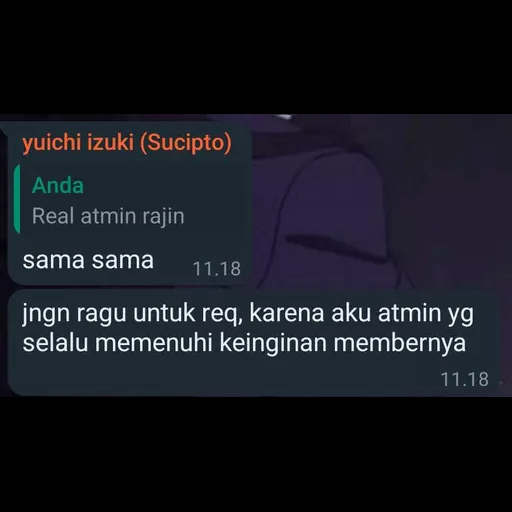 yuichi izuki (Sucipto)
Anda
Real atmin rajin
sama sama
11.18
jngn ragu untuk req, karena aku atmin yg
selalu memenuhi keinginan membernya
11.18